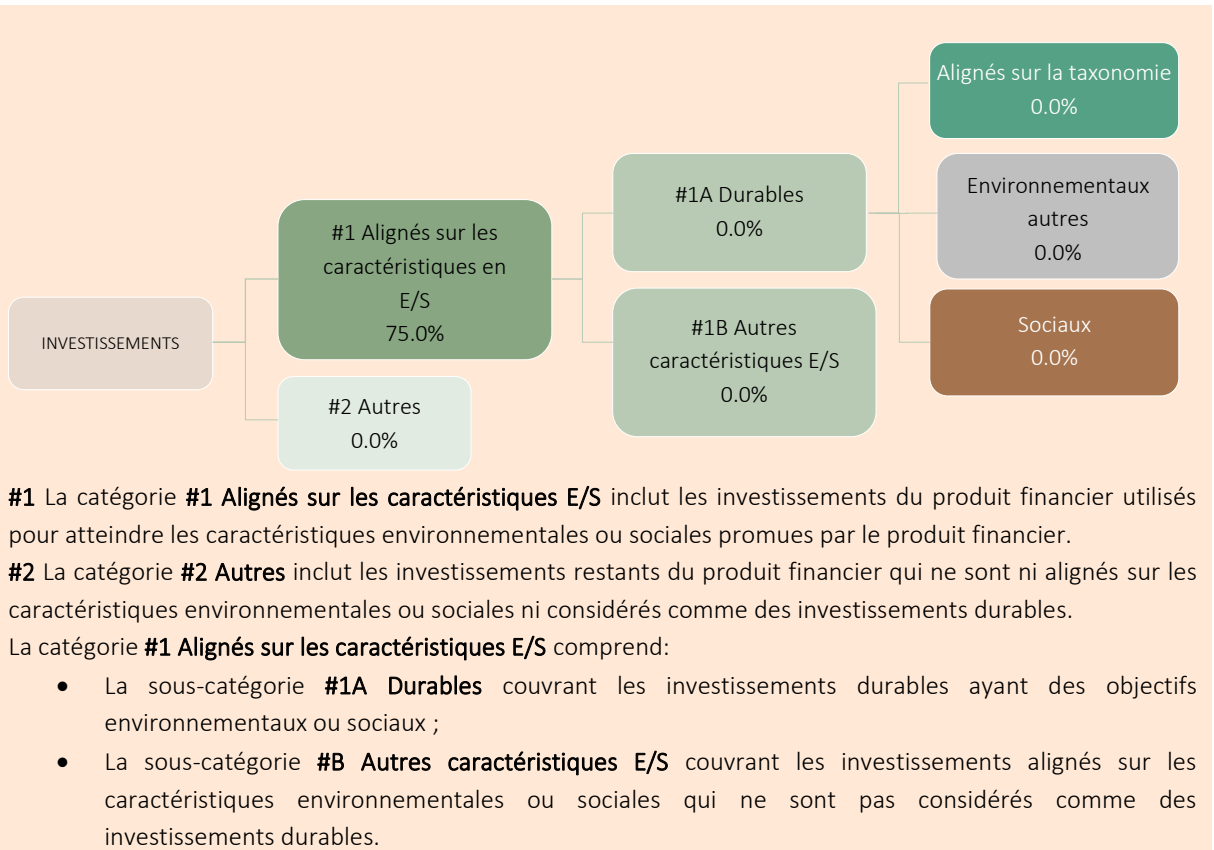 INVESTISSEMENTS
#1 Alignés sur les
caractéristiques en
E/S
75.0%
#2 Autres
0.0%
#1A Durables
0.0%
#1B Autres
caractéristiques E/S
0.0%
Alignés sur la taxonomie
0.0%
Environnementaux
autres
0.0%
Sociaux
0.0%
#1 La catégorie #1 Alignés sur les caractéristiques E/S inclut les investissements du produit financier utilisés
pour atteindre les caractéristiques environnementales ou sociales promues par le produit financier.
#2 La catégorie #2 Autres inclut les investissements restants du produit financier qui ne sont ni alignés sur les
caractéristiques environnementales ou sociales ni considérés comme des investissements durables.
La catégorie #1 Alignés sur les caractéristiques E/S comprend:
• La sous-catégorie #1A Durables couvrant les investissements durables ayant des objectifs
environnementaux ou sociaux ;
• La sous-catégorie #B Autres caractéristiques E/S couvrant les investissements alignés sur les
caractéristiques environnementales ou sociales qui ne sont pas considérés comme des
investissements durables.